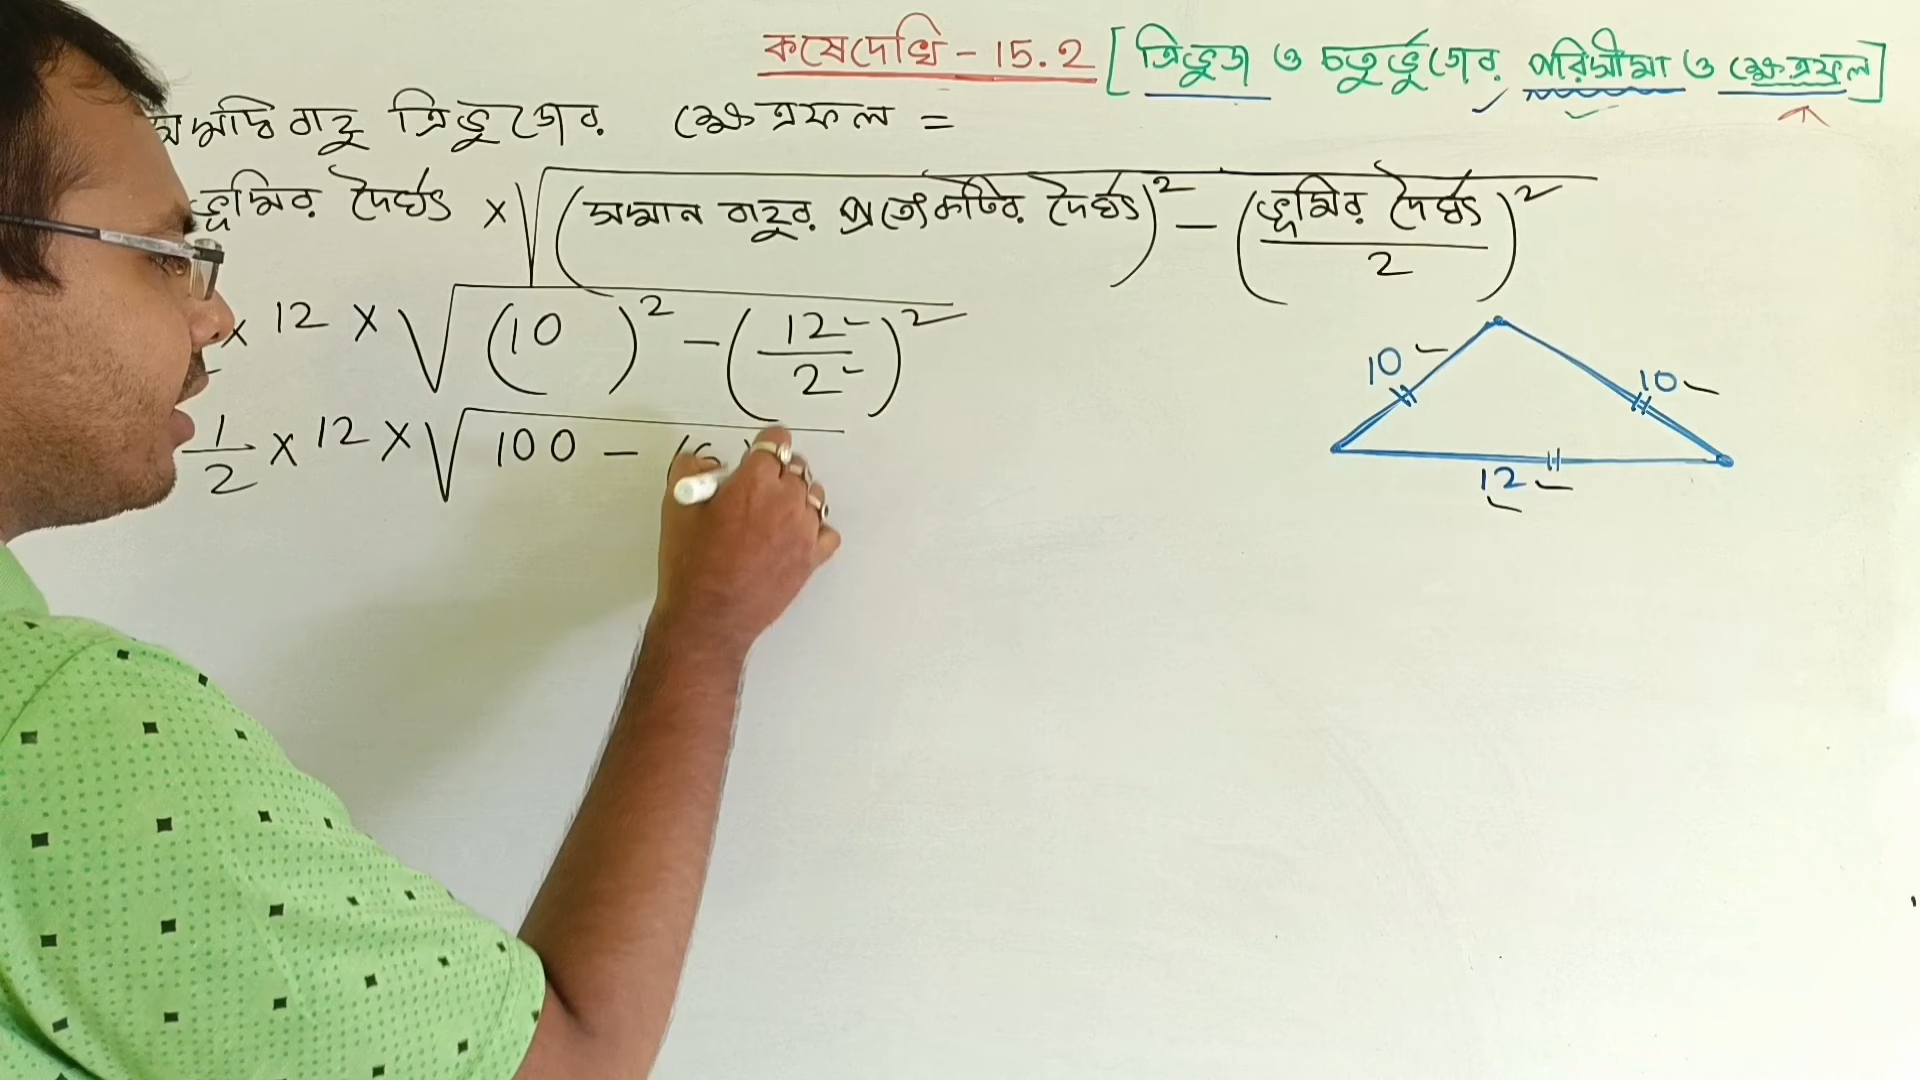 কষেদেখি - 15.2 [ত্রিভুজ ও চতুর্ভুজের পরিসীমা ও ক্ষেত্রফল]
সমদ্বিবাহু ত্রিভুজের ক্ষেত্রফল =
ভূমির দৈর্ঘ্য × √(সমান বাহুর প্রত্যেকটির দৈর্ঘ্য)² - (ভূমির দৈর্ঘ্য/2)²
× 12 × √(10)² - (12/2)²
1/2 × 12 × √100 - (6)
10
10
12